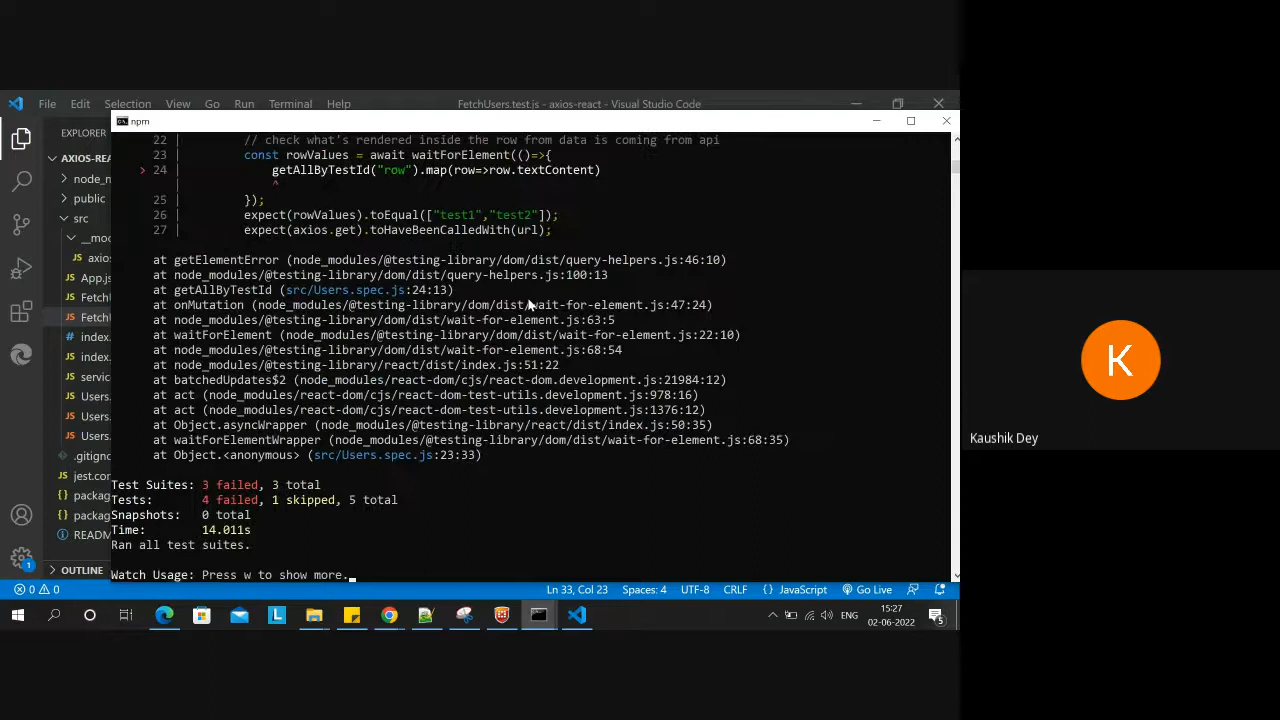 File Edit Selection View Go Run Terminal Help FetchUsers.test.js - axios-react - Visual Studio Code
npm
EXPLORER
AXIOS-REA
node_m
public
src
__mo
axios
App.js
FetchU
FetchU
index.
index.
servic
Users.
Users.
Users.
.gitigno
jest.con
packag
packag
READM
OUTLINE
22 | // check what's rendered inside the row from data is coming from api
23 | const rowValues = await waitForElement(()=>{
> 24 | getAllByTestId("row").map(row=>row.textContent)
| ^
25 | });
26 | expect(rowValues).toEqual(["test1","test2"]);
27 | expect(axios.get).toHaveBeenCalledWith(url);
at getElementError (node_modules/@testing-library/dom/dist/query-helpers.js:46:10)
at node_modules/@testing-library/dom/dist/query-helpers.js:100:13
at getAllByTestId (src/Users.spec.js:24:13)
at onMutation (node_modules/@testing-library/dom/dist/wait-for-element.js:47:24)
at node_modules/@testing-library/dom/dist/wait-for-element.js:63:5
at waitForElement (node_modules/@testing-library/dom/dist/wait-for-element.js:22:10)
at node_modules/@testing-library/dom/dist/wait-for-element.js:68:54
at node_modules/@testing-library/react/dist/index.js:51:22
at batchedUpdates$2 (node_modules/react-dom/cjs/react-dom.development.js:21984:12)
at act (node_modules/react-dom/cjs/react-dom-test-utils.development.js:978:16)
at act (node_modules/react-dom/cjs/react-dom-test-utils.development.js:1376:12)
at Object.asyncWrapper (node_modules/@testing-library/react/dist/index.js:50:35)
at waitForElementWrapper (node_modules/@testing-library/dom/dist/wait-for-element.js:68:35)
at Object.<anonymous> (src/Users.spec.js:23:33)
Test Suites: 3 failed, 3 total
Tests: 4 failed, 1 skipped, 5 total
Snapshots: 0 total
Time: 14.011s
Ran all test suites.
Watch Usage: Press w to show more.
0 0 Ln 33, Col 23 Spaces: 4 UTF-8 CRLF {} JavaScript Go Live
ENG 15:27
02-06-2022 5
K
Kaushik Dey